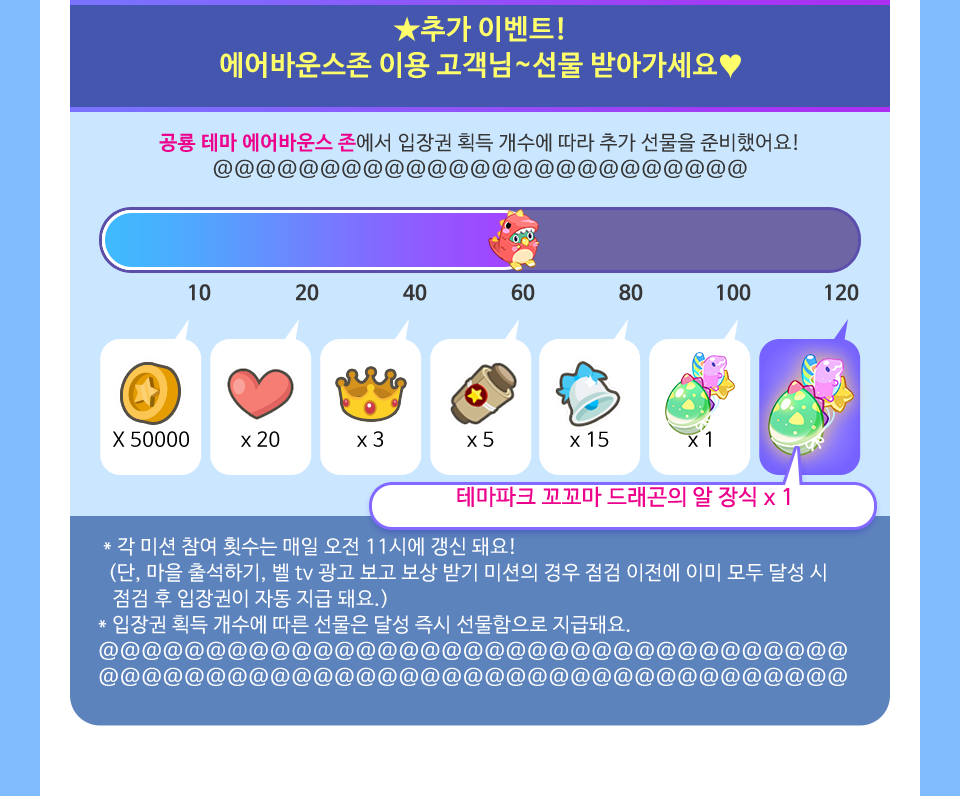 ★추가 이벤트!
에어바운스존 이용 고객님~선물 받아가세요♥
공룡 테마 에어바운스 존에서 입장권 획득 개수에 따라 추가 선물을 준비했어요!
@@@@@@@@@@@@@@@@@@@@@@@@@
10 20 40 60 80 100 120
X 50000 x 20 x 3 x 5 x 15 x 1
테마파크 꼬꼬마 드래곤의 알 장식 x 1
* 각 미션 참여 횟수는 매일 오전 11시에 갱신 돼요!
(단, 마을 출석하기, 벨 tv 광고 보고 보상 받기 미션의 경우 점검 이전에 이미 모두 달성 시
점검 후 입장권이 자동 지급 돼요.)
* 입장권 획득 개수에 따른 선물은 달성 즉시 선물함으로 지급돼요.
@@@@@@@@@@@@@@@@@@@@@@@@@@@@@@@@@@@
@@@@@@@@@@@@@@@@@@@@@@@@@@@@@@@@@@@